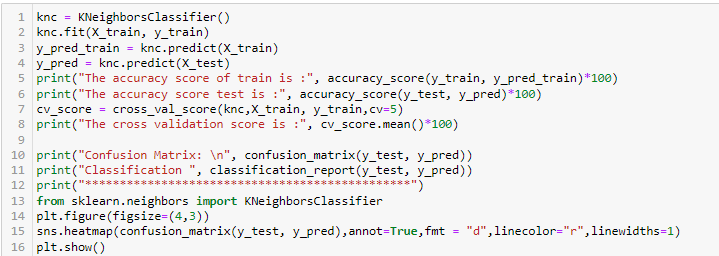 1 knc = KNeighborsClassifier()
2 knc.fit(X_train, y_train)
3 y_pred_train = knc.predict(X_train)
4 y_pred = knc.predict(X_test)
5 print("The accuracy score of train is :", accuracy_score(y_train, y_pred_train)*100)
6 print("The accuracy score test is :", accuracy_score(y_test, y_pred)*100)
7 cv_score = cross_val_score(knc,X_train, y_train,cv=5)
8 print("The cross validation score is :", cv_score.mean()*100)
9
10 print("Confusion Matrix: \n", confusion_matrix(y_test, y_pred))
11 print("Classification ", classification_report(y_test, y_pred))
12 print("*********************************************")
13 from sklearn.neighbors import KNeighborsClassifier
14 plt.figure(figsize=(4,3))
15 sns.heatmap(confusion_matrix(y_test, y_pred),annot=True,fmt = "d",linecolor="r",linewidths=1)
16 plt.show()